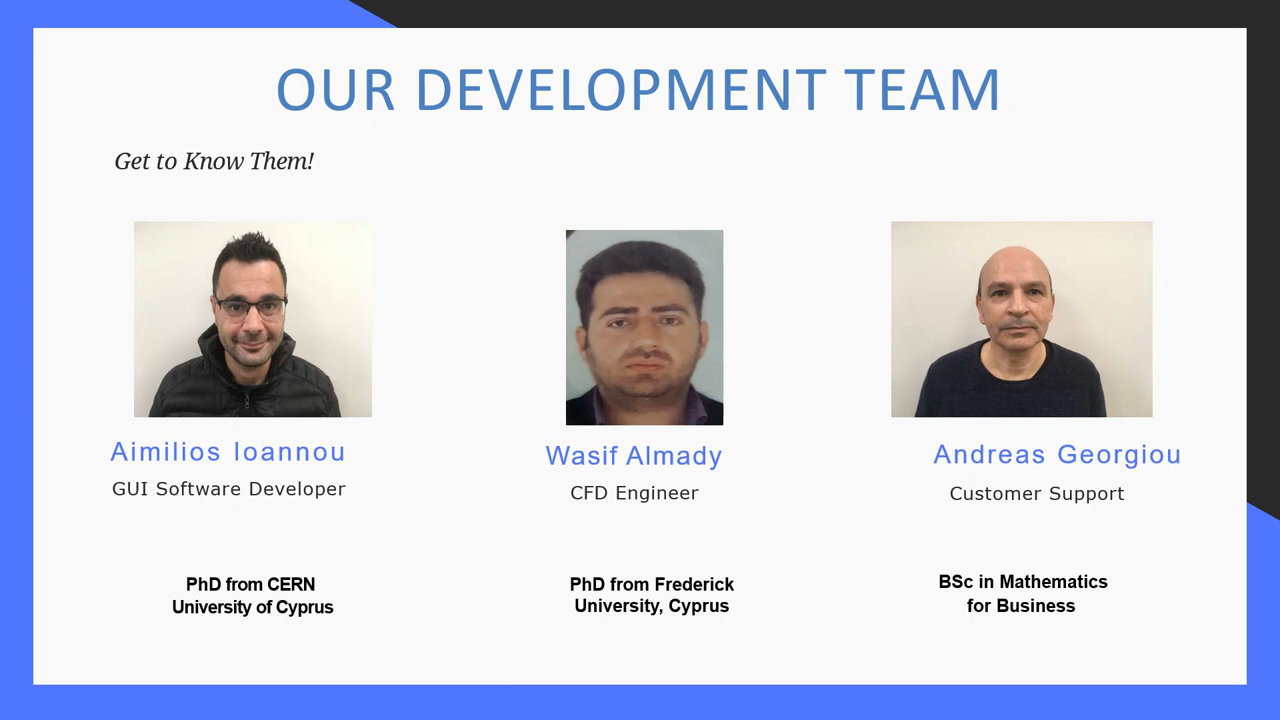 OUR DEVELOPMENT TEAM
Get to Know Them!
Aimilios Ioannou
GUI Software Developer
PhD from CERN
University of Cyprus
Wasif Almady
CFD Engineer
PhD from Frederick
University, Cyprus
Andreas Georgiou
Customer Support
BSc in Mathematics
for Business